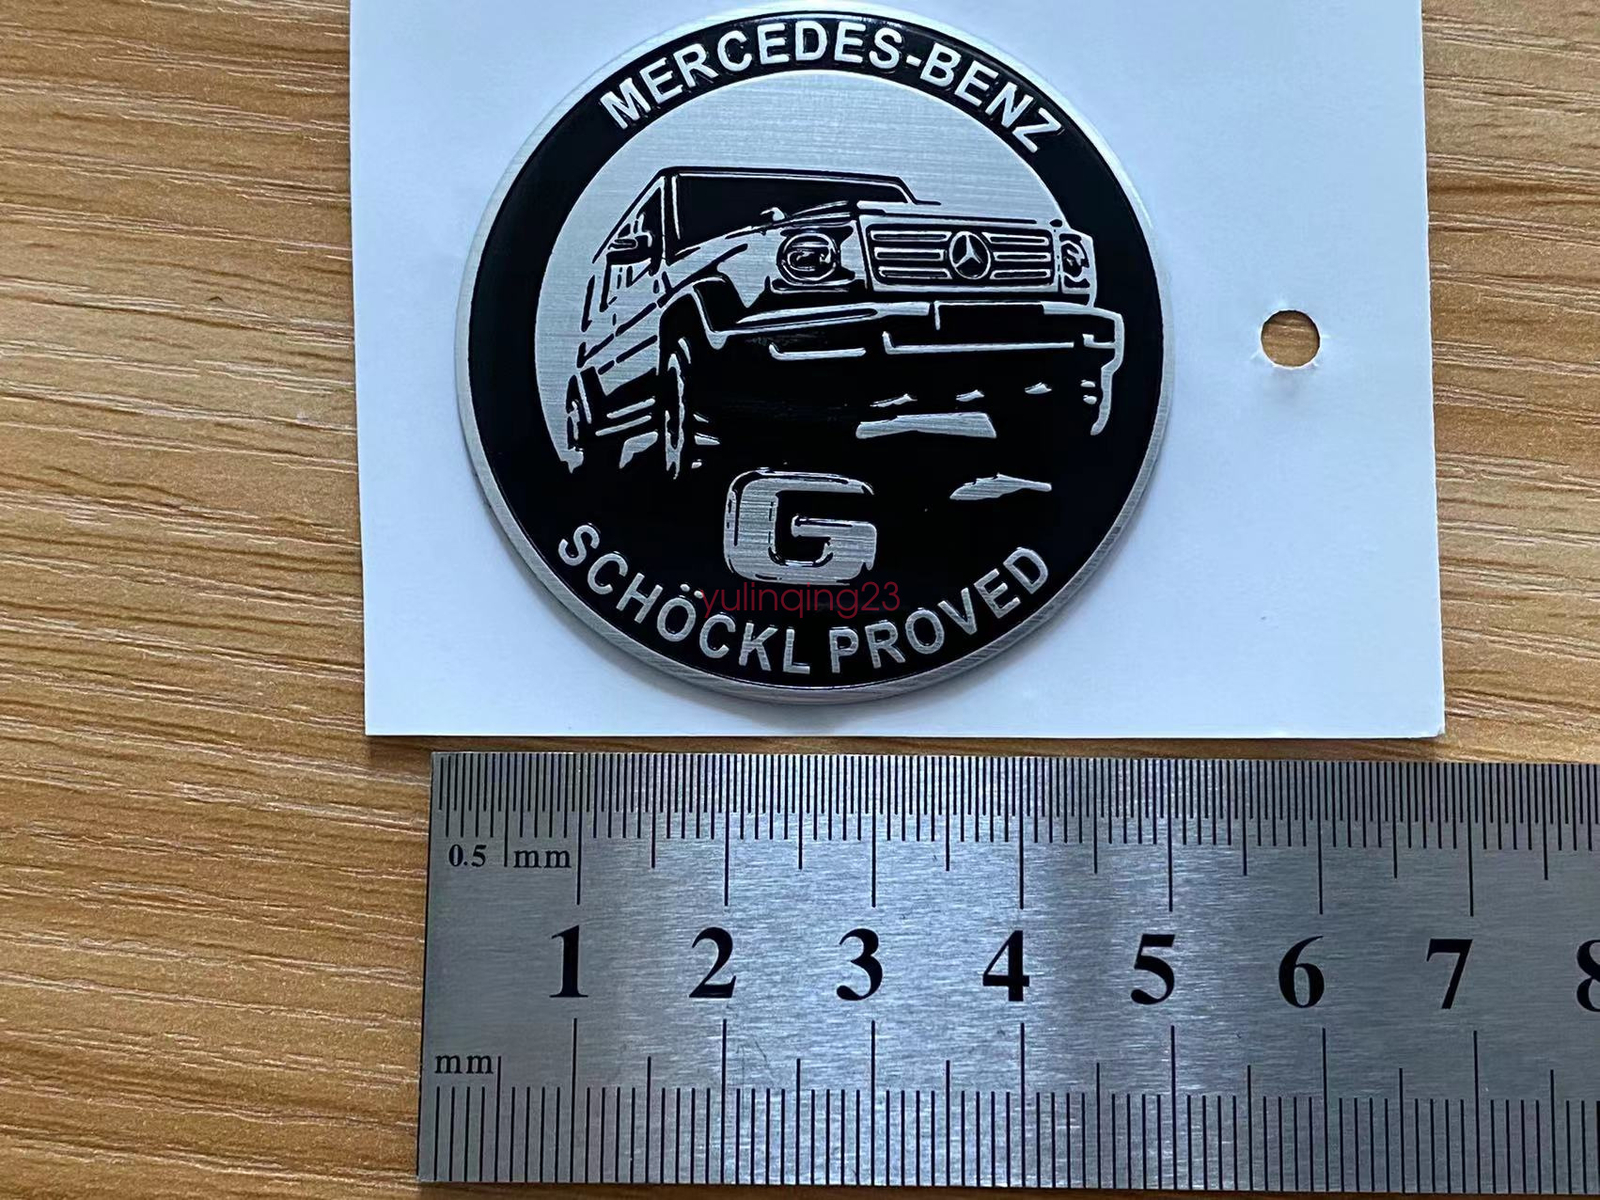 MERCEDES-BENZ
G
yulinqing23
SCHÖCKL PROVED
0.5 mm
1 2 3 4 5 6 7 8
mm